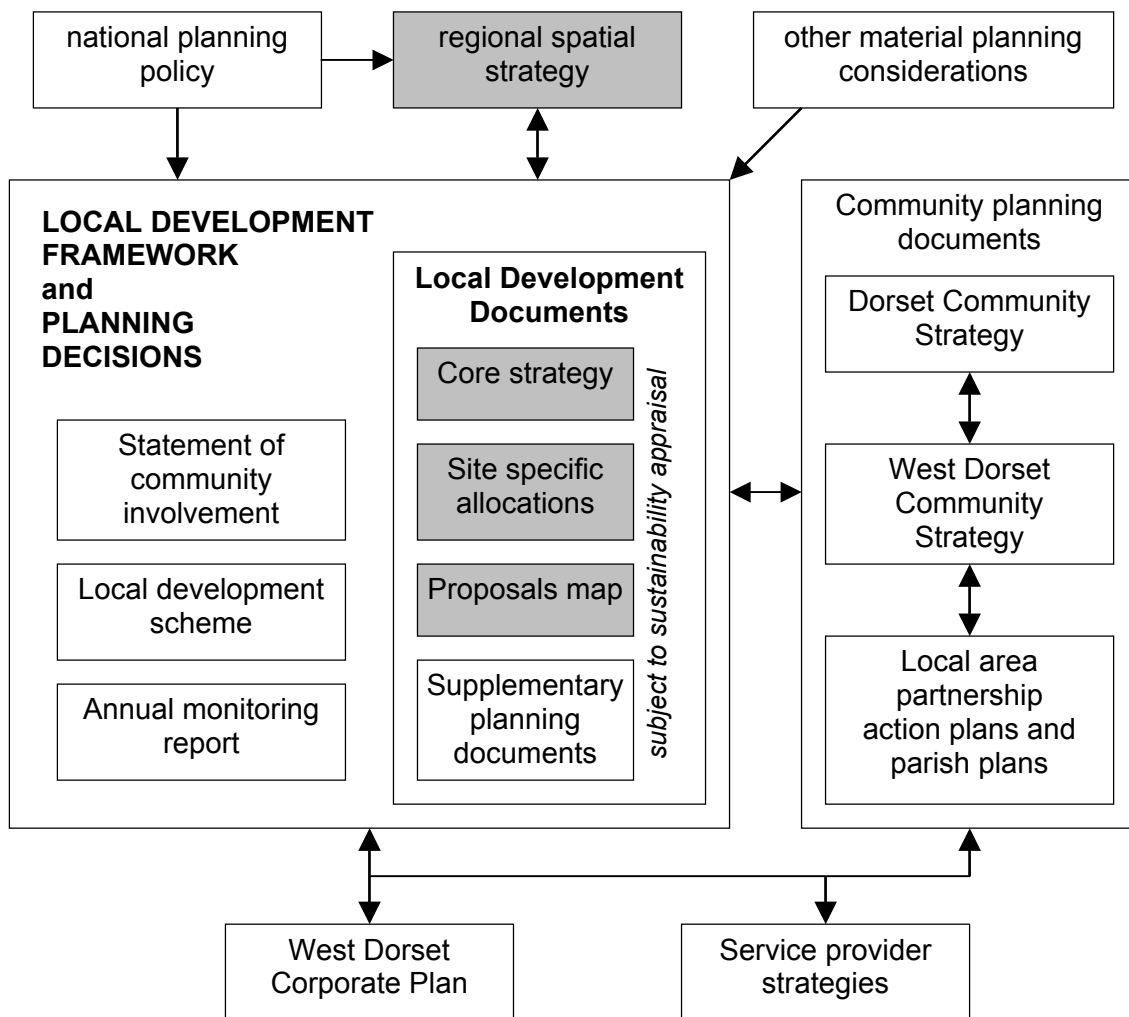 national planning
policy
regional spatial
strategy
other material planning
considerations
LOCAL DEVELOPMENT
FRAMEWORK
and
PLANNING
DECISIONS
Statement of
community
involvement
Local development
scheme
Annual monitoring
report
Local Development
Documents
Core strategy
Site specific
allocations
Proposals map
Supplementary
planning
documents
subject to sustainability appraisal
Community planning
documents
Dorset Community
Strategy
West Dorset
Community
Strategy
Local area
partnership
action plans and
parish plans
West Dorset
Corporate Plan
Service provider
strategies